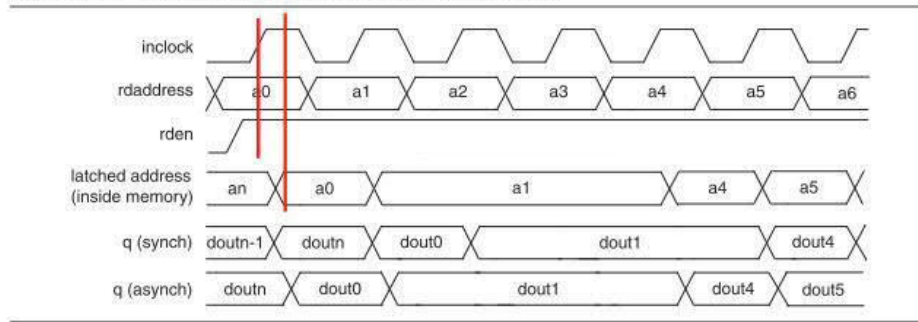 inclock
rdaddress a0 a1 a2 a3 a4 a5 a6
rden
latched address
(inside memory) an a0 a1 a4 a5
q (synch) doutn-1 doutn dout0 dout1 dout4
q (asynch) doutn dout0 dout1 dout4 dout5